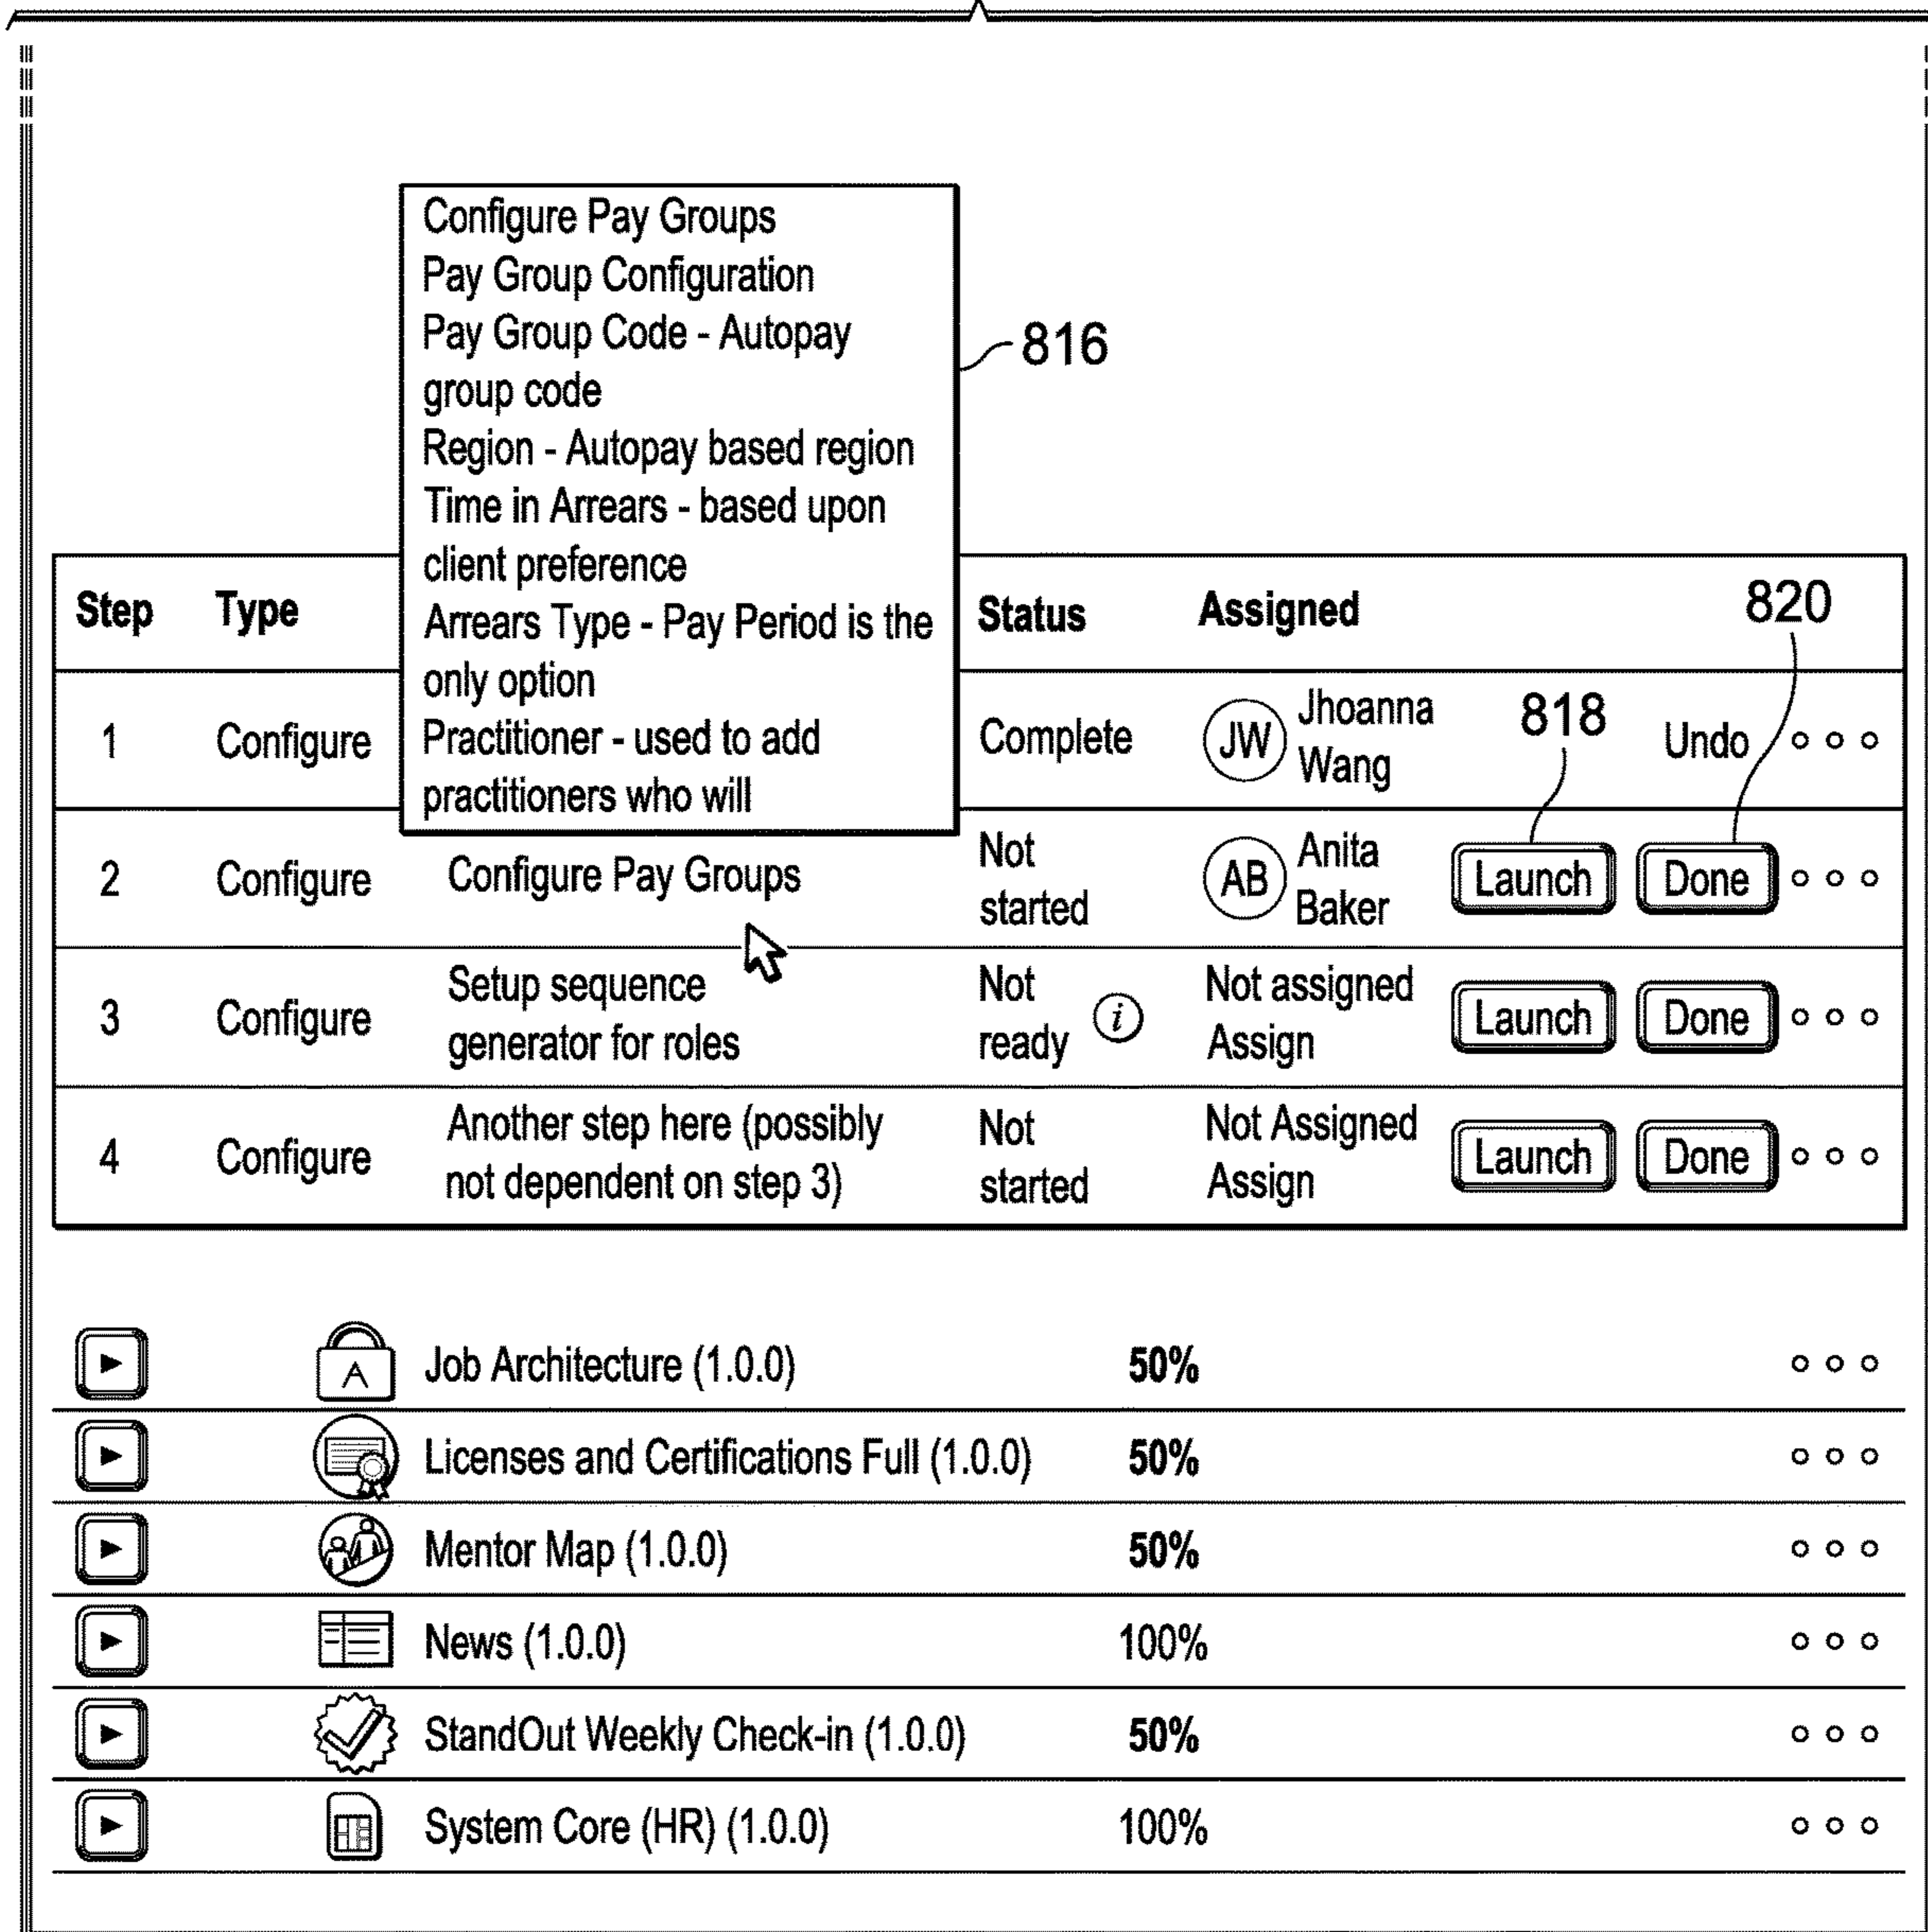 Configure Pay Groups
Pay Group Configuration
Pay Group Code - Autopay
group code
Region - Autopay based region
Time in Arrears - based upon
client preference
Arrears Type - Pay Period is the
only option
Practitioner - used to add
practitioners who will
816
Step Type Status Assigned 820
1 Configure Complete JW Jhoanna
Wang 818 Undo
2 Configure Configure Pay Groups Not
started AB Anita
Baker Launch Done
3 Configure Setup sequence
generator for roles Not
ready i Not assigned
Assign Launch Done
4 Configure Another step here (possibly
not dependent on step 3) Not
started Not Assigned
Assign Launch Done
A Job Architecture (1.0.0) 50%
Licenses and Certifications Full (1.0.0) 50%
Mentor Map (1.0.0) 50%
News (1.0.0) 100%
StandOut Weekly Check-in (1.0.0) 50%
System Core (HR) (1.0.0) 100%